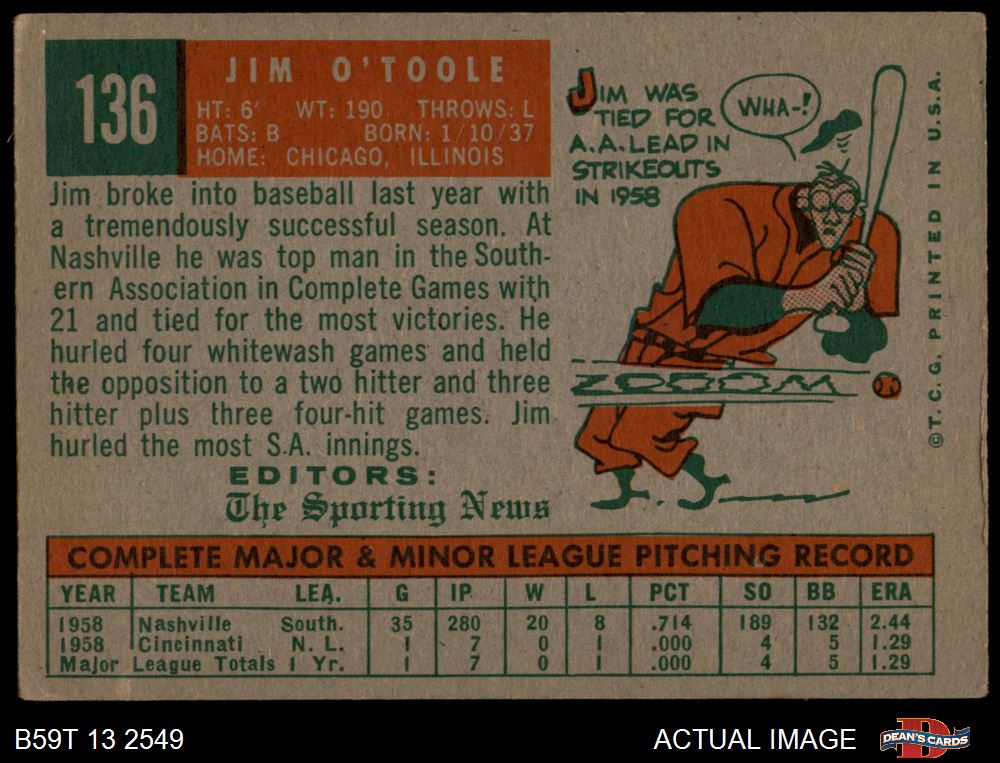 136
JIM O'TOOLE
HT: 6' WT: 190 THROWS: L
BATS: B BORN: 1/10/37
HOME: CHICAGO, ILLINOIS
Jim broke into baseball last year with
a tremendously successful season. At
Nashville he was top man in the South-
ern Association in Complete Games with
21 and tied for the most victories. He
hurled four whitewash games and held
the opposition to a two hitter and three
hitter plus three four-hit games. Jim
hurled the most S.A. innings.
EDITORS:
The Sporting News
JIM WAS
TIED FOR
A.A. LEAD IN
STRIKEOUTS
IN 1958
WHA-!
ZOOOOM
©T.C.G. PRINTED IN U.S.A.
COMPLETE MAJOR & MINOR LEAGUE PITCHING RECORD
YEAR TEAM LEA. G IP W L PCT SO BB ERA
1958 Nashville South. 35 280 20 8 .714 189 132 2.44
1958 Cincinnati N. L. 1 7 0 1 .000 4 5 1.29
Major League Totals 1 Yr. 1 7 0 1 .000 4 5 1.29
B59T 13 2549
ACTUAL IMAGE
D
DEAN'S CARDS